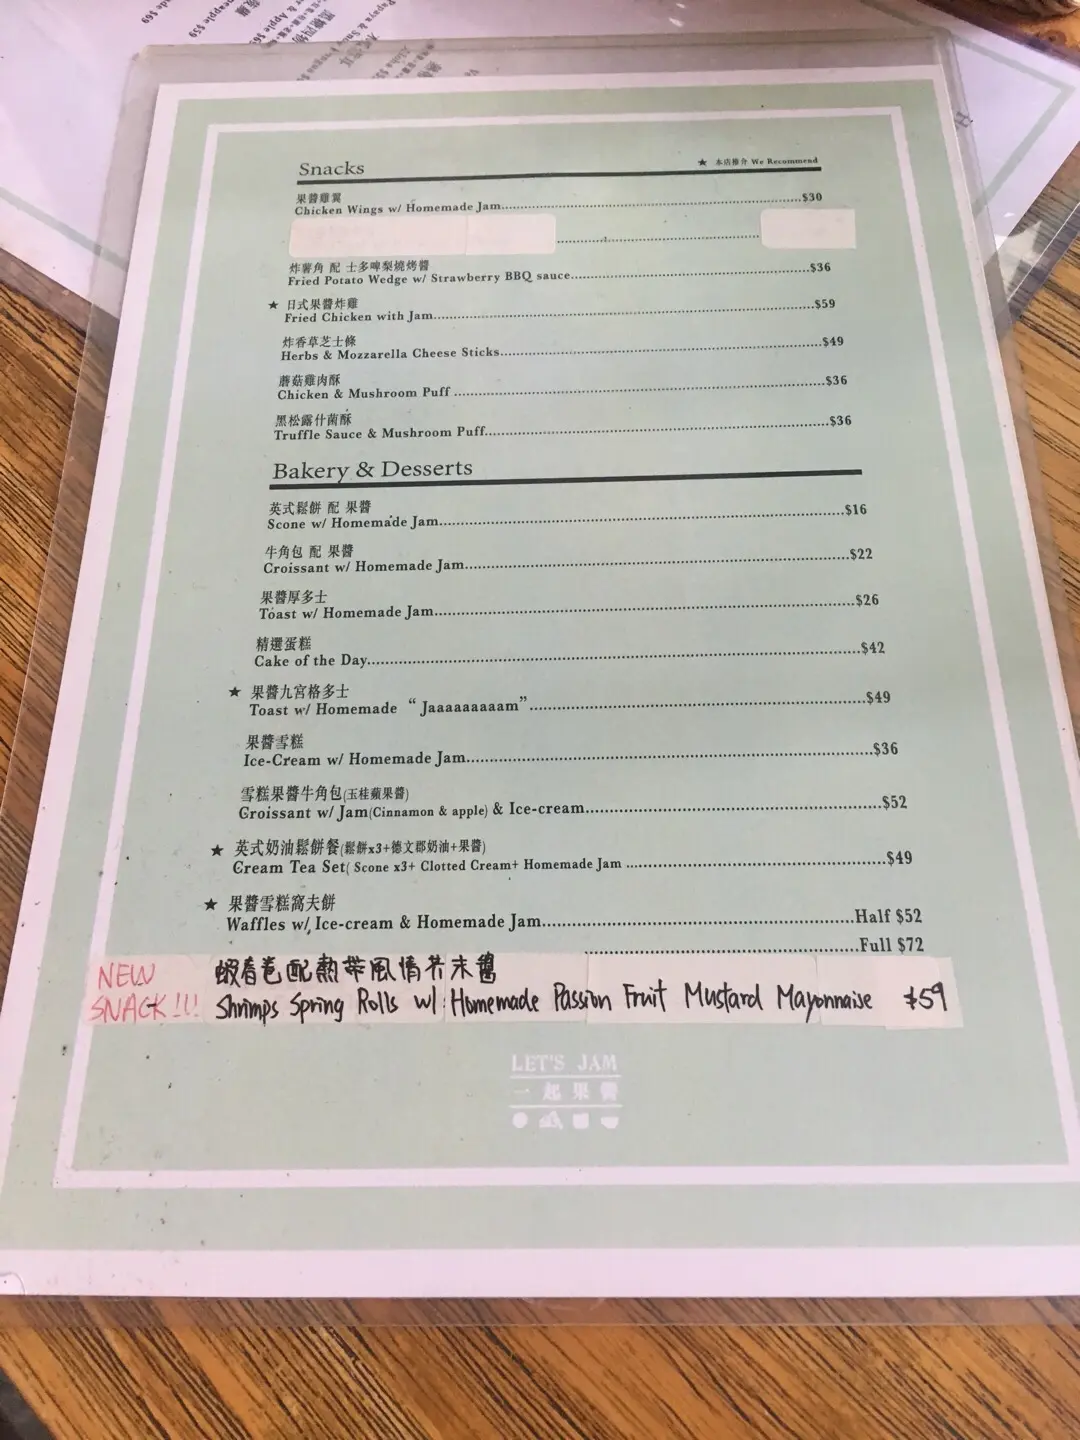 Snacks ★ 本店推介 We Recommend
果醬雞翼
Chicken Wings w/ Homemade Jam.....$30
炸薯角 配 士多啤梨燒烤醬
Fried Potato Wedge w/ Strawberry BBQ sauce.....$36
★ 日式果醬炸雞
Fried Chicken with Jam.....$59
炸香草芝士條
Herbs & Mozzarella Cheese Sticks.....$49
蘑菇雞肉酥
Chicken & Mushroom Puff.....$36
黑松露什菌酥
Truffle Sauce & Mushroom Puff.....$36
Bakery & Desserts
英式鬆餅 配 果醬
Scone w/ Homemade Jam.....$16
牛角包 配 果醬
Croissant w/ Homemade Jam.....$22
果醬厚多士
Toast w/ Homemade Jam.....$26
精選蛋糕
Cake of the Day.....$42
★ 果醬九宮格多士
Toast w/ Homemade “ Jaaaaaaaaam”.....$49
果醬雪糕
Ice-Cream w/ Homemade Jam.....$36
雪糕果醬牛角包(玉桂蘋果醬)
Croissant w/ Jam(Cinnamon & apple) & Ice-cream.....$52
★ 英式奶油鬆餅餐(鬆餅x3+德文郡奶油+果醬)
Cream Tea Set( Scone x3+ Clotted Cream+ Homemade Jam .....$49
★ 果醬雪糕窩夫餅
Waffles w/ Ice-cream & Homemade Jam.....Half $52
.....Full $72
NEW 蝦春卷配熱帶風情芥末醬
SNACK!!! Shrimps Spring Rolls w/ Homemade Passion Fruit Mustard Mayonnaise $59
LET'S JAM
一起果醬